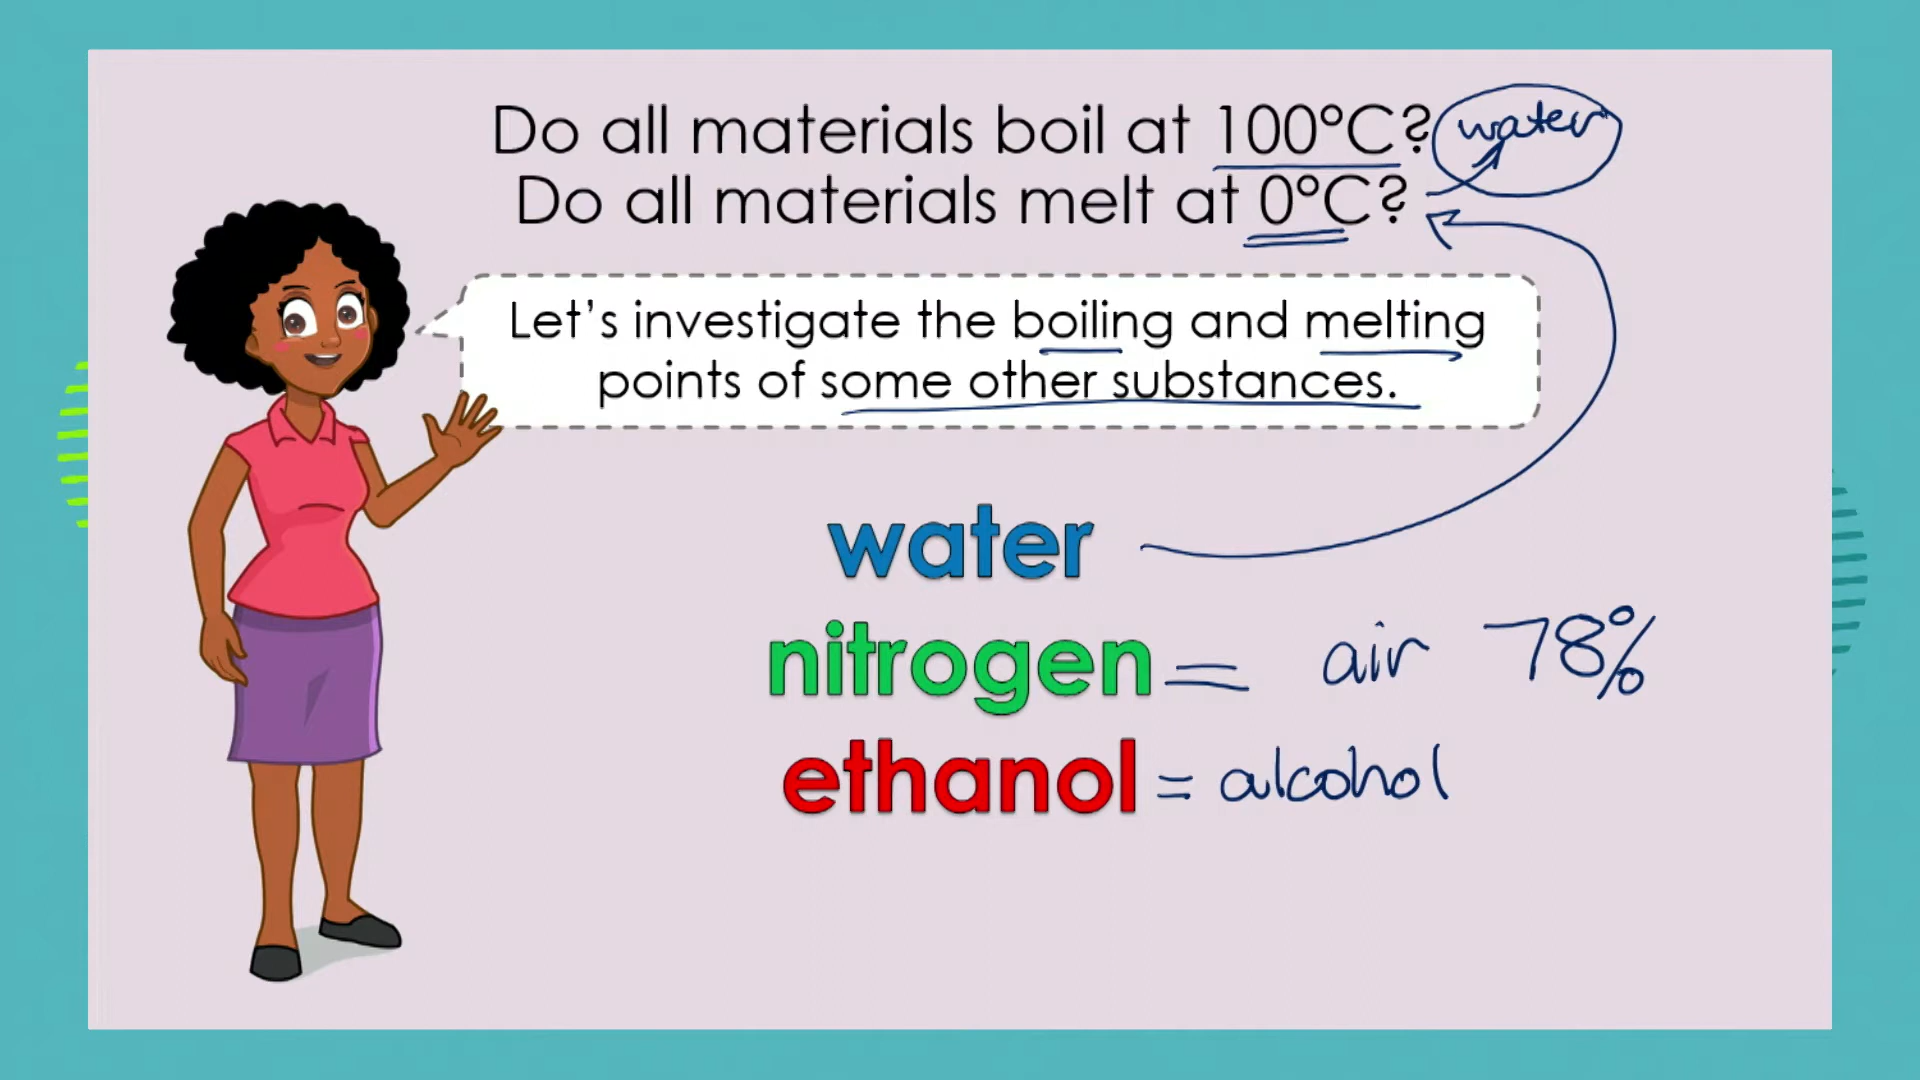 Do all materials boil at 100°C? water
Do all materials melt at 0°C?
Let's investigate the boiling and melting
points of some other substances.
water
nitrogen = air 78%
ethanol = alcohol